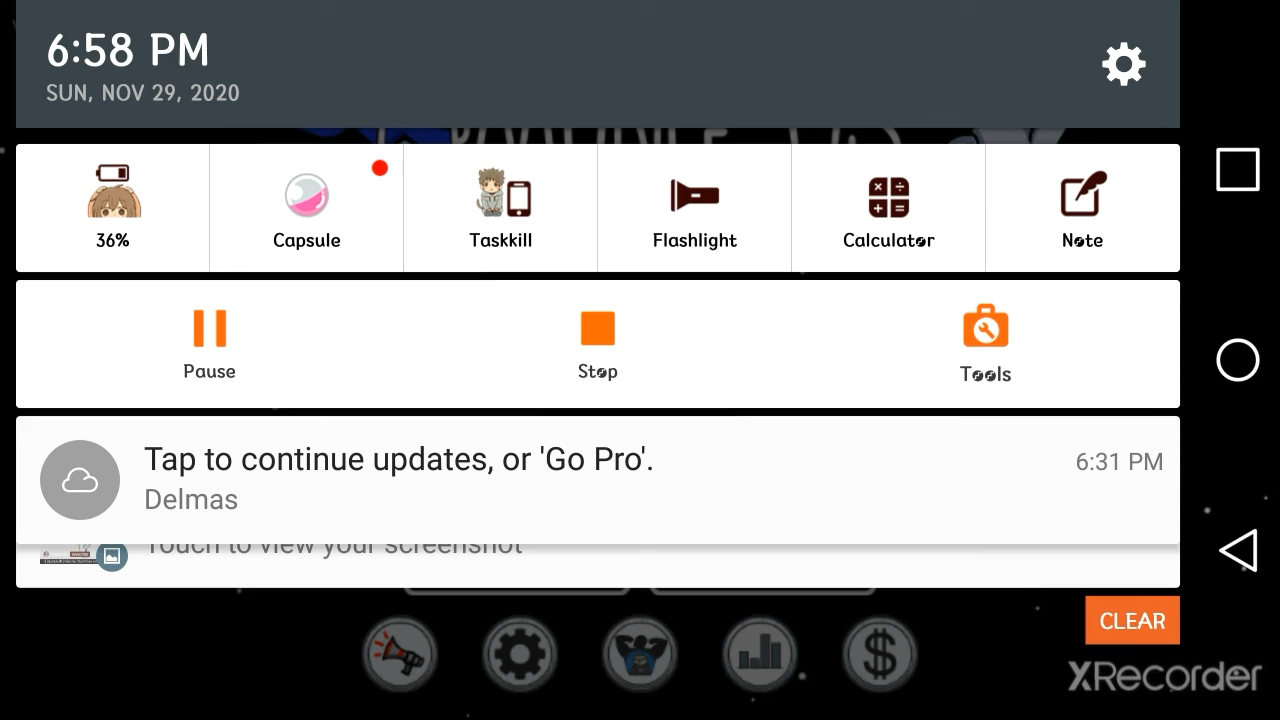 6:58 PM
SUN, NOV 29, 2020
36%
Capsule
Taskkill
Flashlight
Calculator
Note
Pause
Stop
Tools
Tap to continue updates, or 'Go Pro'.
6:31 PM
Delmas
Touch to view your screenshot
CLEAR
XRecorder